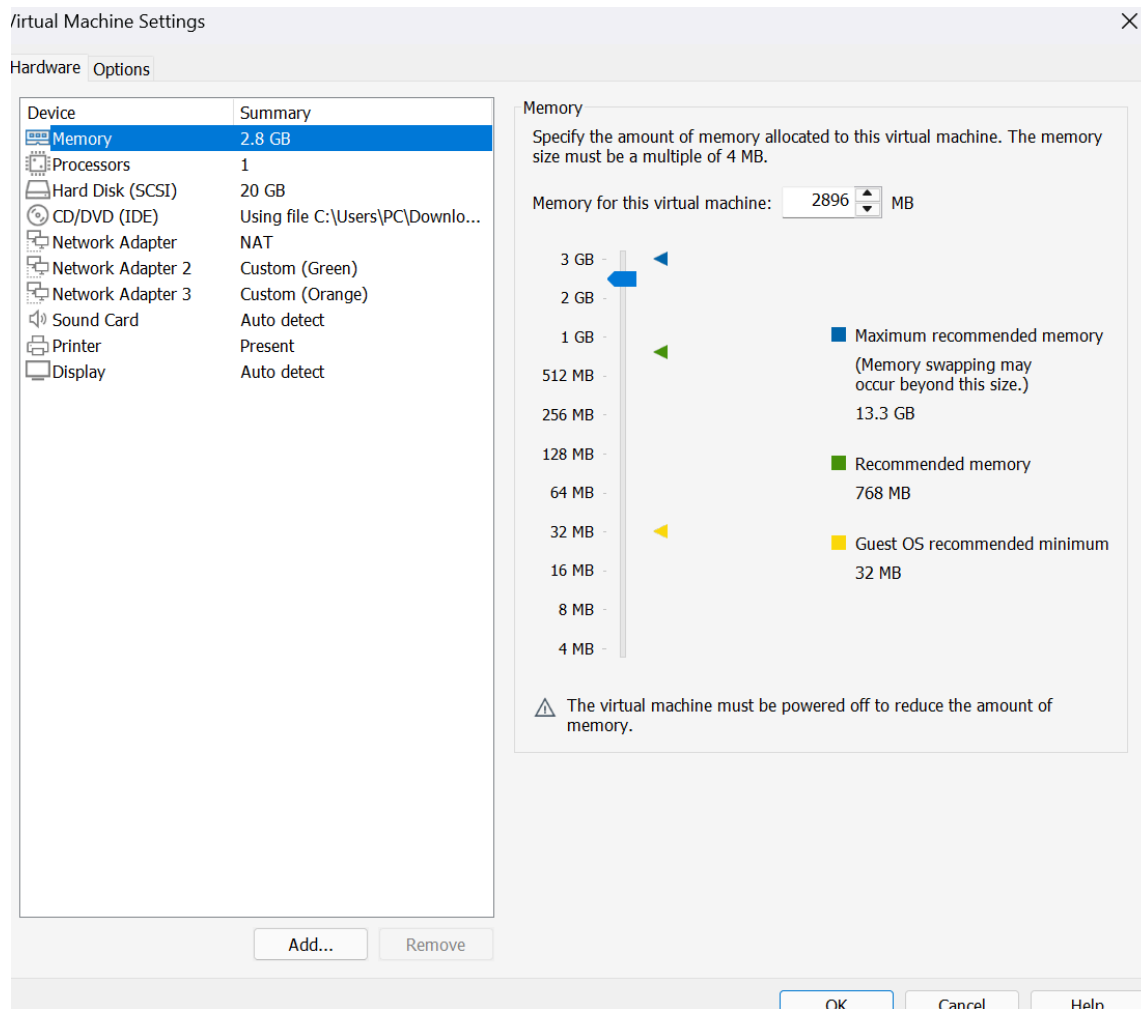 Virtual Machine Settings
Hardware Options
Device Summary
Memory 2.8 GB
Processors 1
Hard Disk (SCSI) 20 GB
CD/DVD (IDE) Using file C:\Users\PC\Downlo...
Network Adapter NAT
Network Adapter 2 Custom (Green)
Network Adapter 3 Custom (Orange)
Sound Card Auto detect
Printer Present
Display Auto detect
Add... Remove
Memory
Specify the amount of memory allocated to this virtual machine. The memory
size must be a multiple of 4 MB.
Memory for this virtual machine: 2896 MB
3 GB
2 GB
1 GB
512 MB
256 MB
128 MB
64 MB
32 MB
16 MB
8 MB
4 MB
Maximum recommended memory
(Memory swapping may
occur beyond this size.)
13.3 GB
Recommended memory
768 MB
Guest OS recommended minimum
32 MB
The virtual machine must be powered off to reduce the amount of
memory.
OK Cancel Help